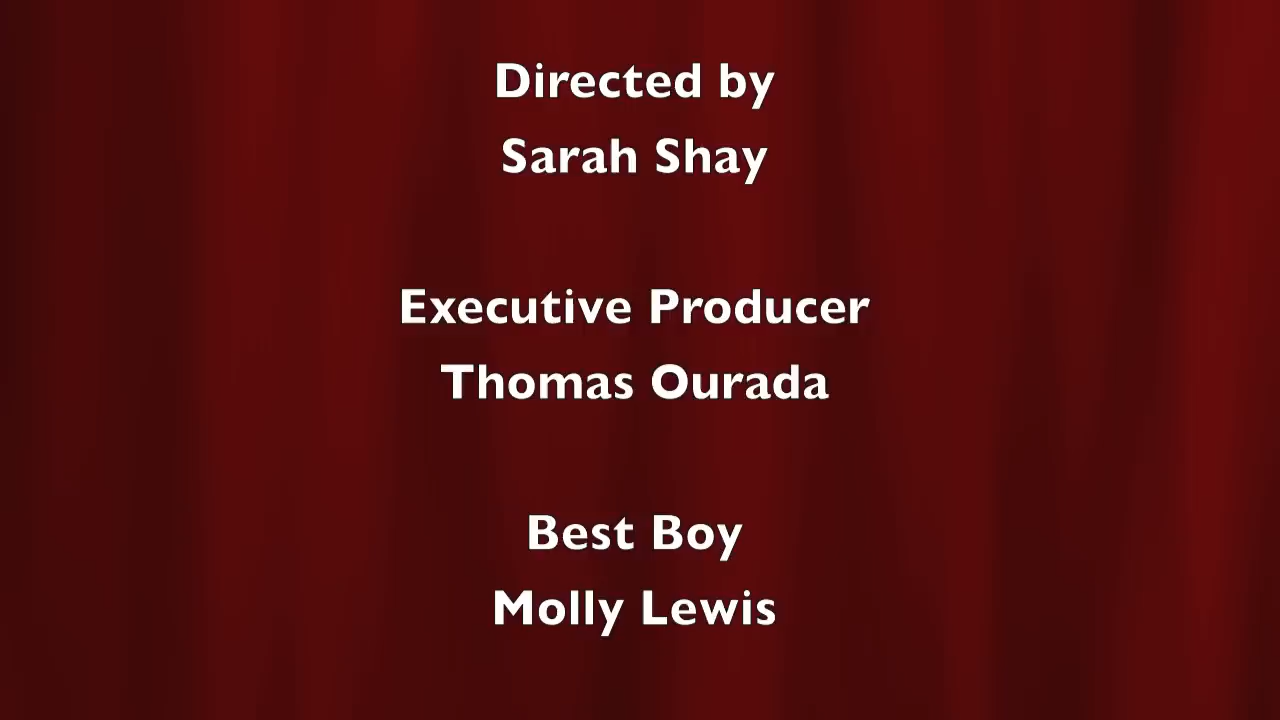 Directed by
Sarah Shay
Executive Producer
Thomas Ourada
Best Boy
Molly Lewis